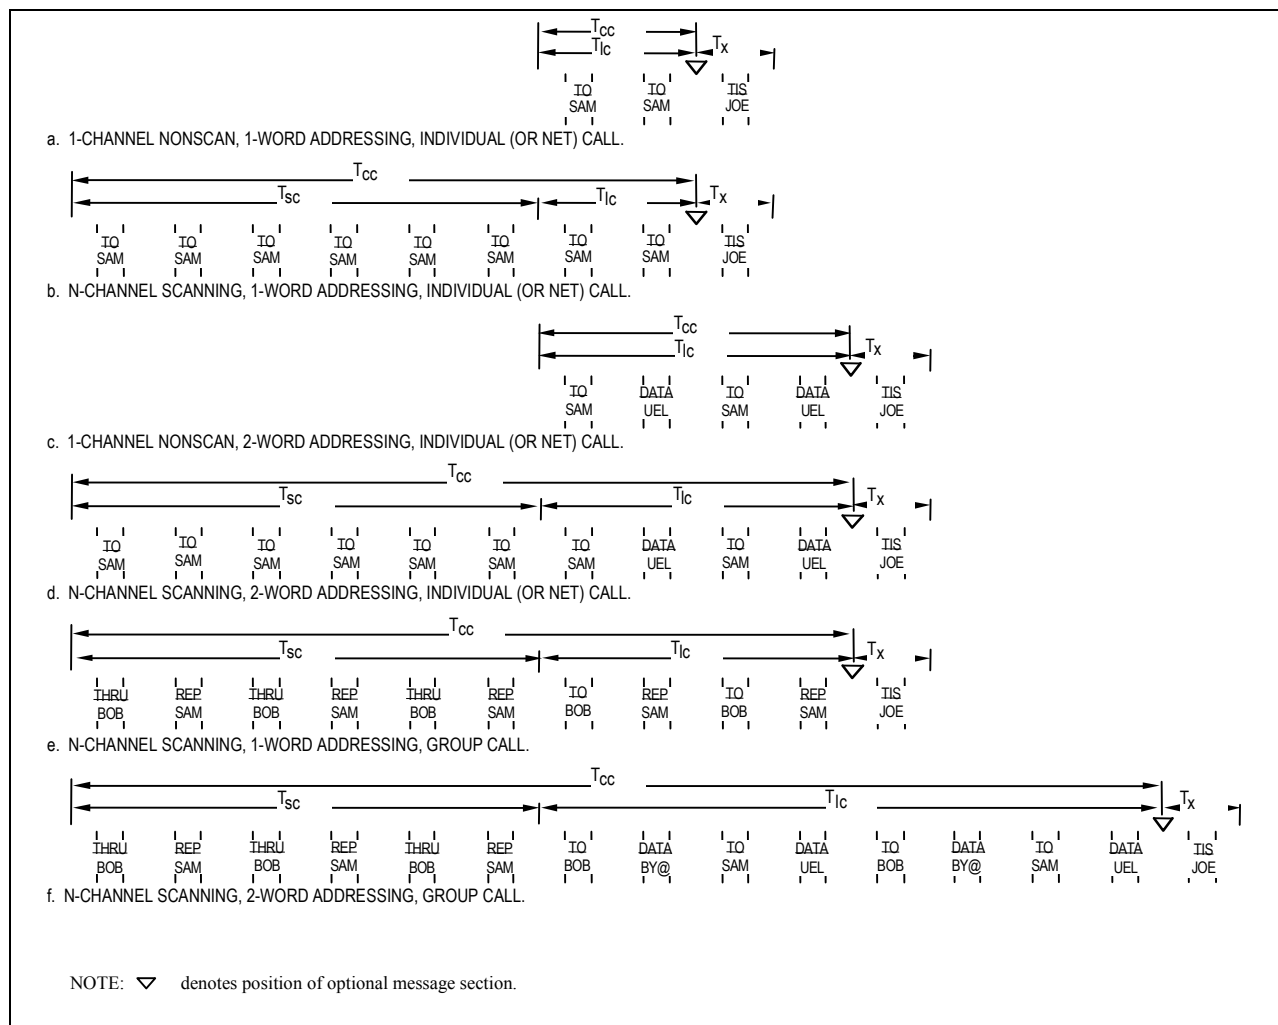 Tcc
Tlc Tx
TO TO TIS
SAM SAM JOE
a. 1-CHANNEL NONSCAN, 1-WORD ADDRESSING, INDIVIDUAL (OR NET) CALL.
Tcc
Tsc Tlc Tx
TO TO TO TO TO TO TO TO TIS
SAM SAM SAM SAM SAM SAM SAM SAM JOE
b. N-CHANNEL SCANNING, 1-WORD ADDRESSING, INDIVIDUAL (OR NET) CALL.
Tcc
Tlc Tx
TO DATA TO DATA TIS
SAM UEL SAM UEL JOE
c. 1-CHANNEL NONSCAN, 2-WORD ADDRESSING, INDIVIDUAL (OR NET) CALL.
Tcc
Tsc Tlc Tx
TO TO TO TO TO TO TO DATA TO DATA TIS
SAM SAM SAM SAM SAM SAM SAM UEL SAM UEL JOE
d. N-CHANNEL SCANNING, 2-WORD ADDRESSING, INDIVIDUAL (OR NET) CALL.
Tcc
Tsc Tlc Tx
THRU REP THRU REP THRU REP TO REP TO REP TIS
BOB SAM BOB SAM BOB SAM BOB SAM BOB SAM JOE
e. N-CHANNEL SCANNING, 1-WORD ADDRESSING, GROUP CALL.
Tcc
Tsc Tlc Tx
THRU REP THRU REP THRU REP TO DATA TO DATA TO DATA TO DATA TIS
BOB SAM BOB SAM BOB SAM BOB BY@ SAM UEL BOB BY@ SAM UEL JOE
f. N-CHANNEL SCANNING, 2-WORD ADDRESSING, GROUP CALL.
NOTE: ▽ denotes position of optional message section.